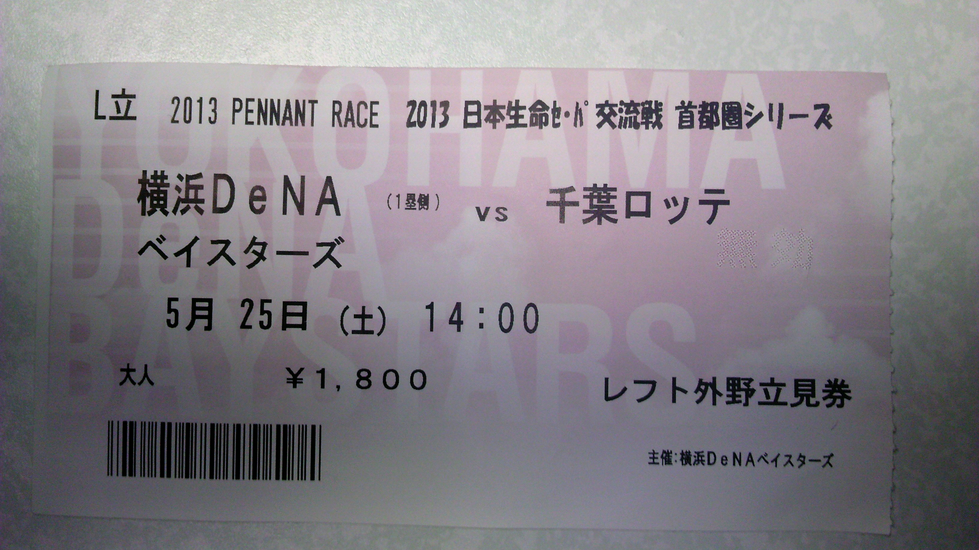 L立 2013 PENNANT RACE 2013 日本生命セ・パ 交流戦 首都圏シリーズ
横浜DeNA (1塁側) vs 千葉ロッテ
ベイスターズ
5月 25日 (土) 14:00
大人 ¥1,800
レフト外野立見券
主催:横浜DeNAベイスターズ
YOKOHAMA
DeNA
BAYSTARS